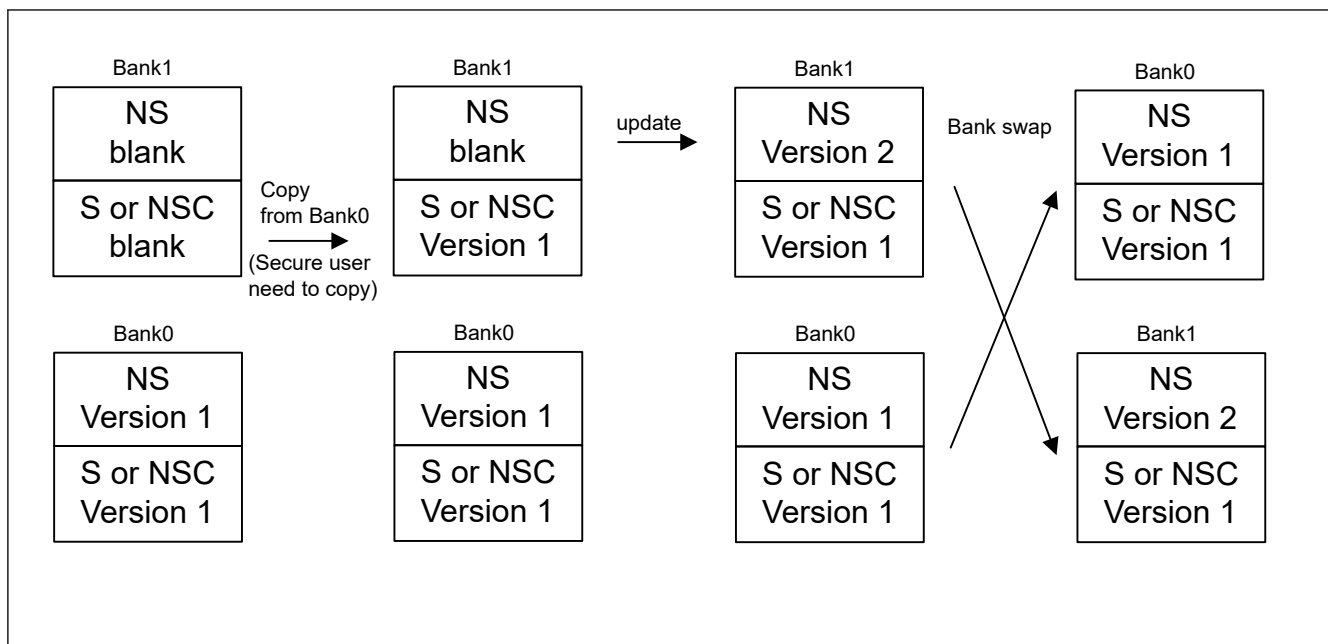 Bank1
NS
blank
S or NSC
blank
Bank0
NS
Version 1
S or NSC
Version 1
Copy
from Bank0
(Secure user
need to copy)
Bank1
NS
blank
S or NSC
Version 1
Bank0
NS
Version 1
S or NSC
Version 1
update
Bank1
NS
Version 2
S or NSC
Version 1
Bank0
NS
Version 1
S or NSC
Version 1
Bank swap
Bank0
NS
Version 1
S or NSC
Version 1
Bank1
NS
Version 2
S or NSC
Version 1